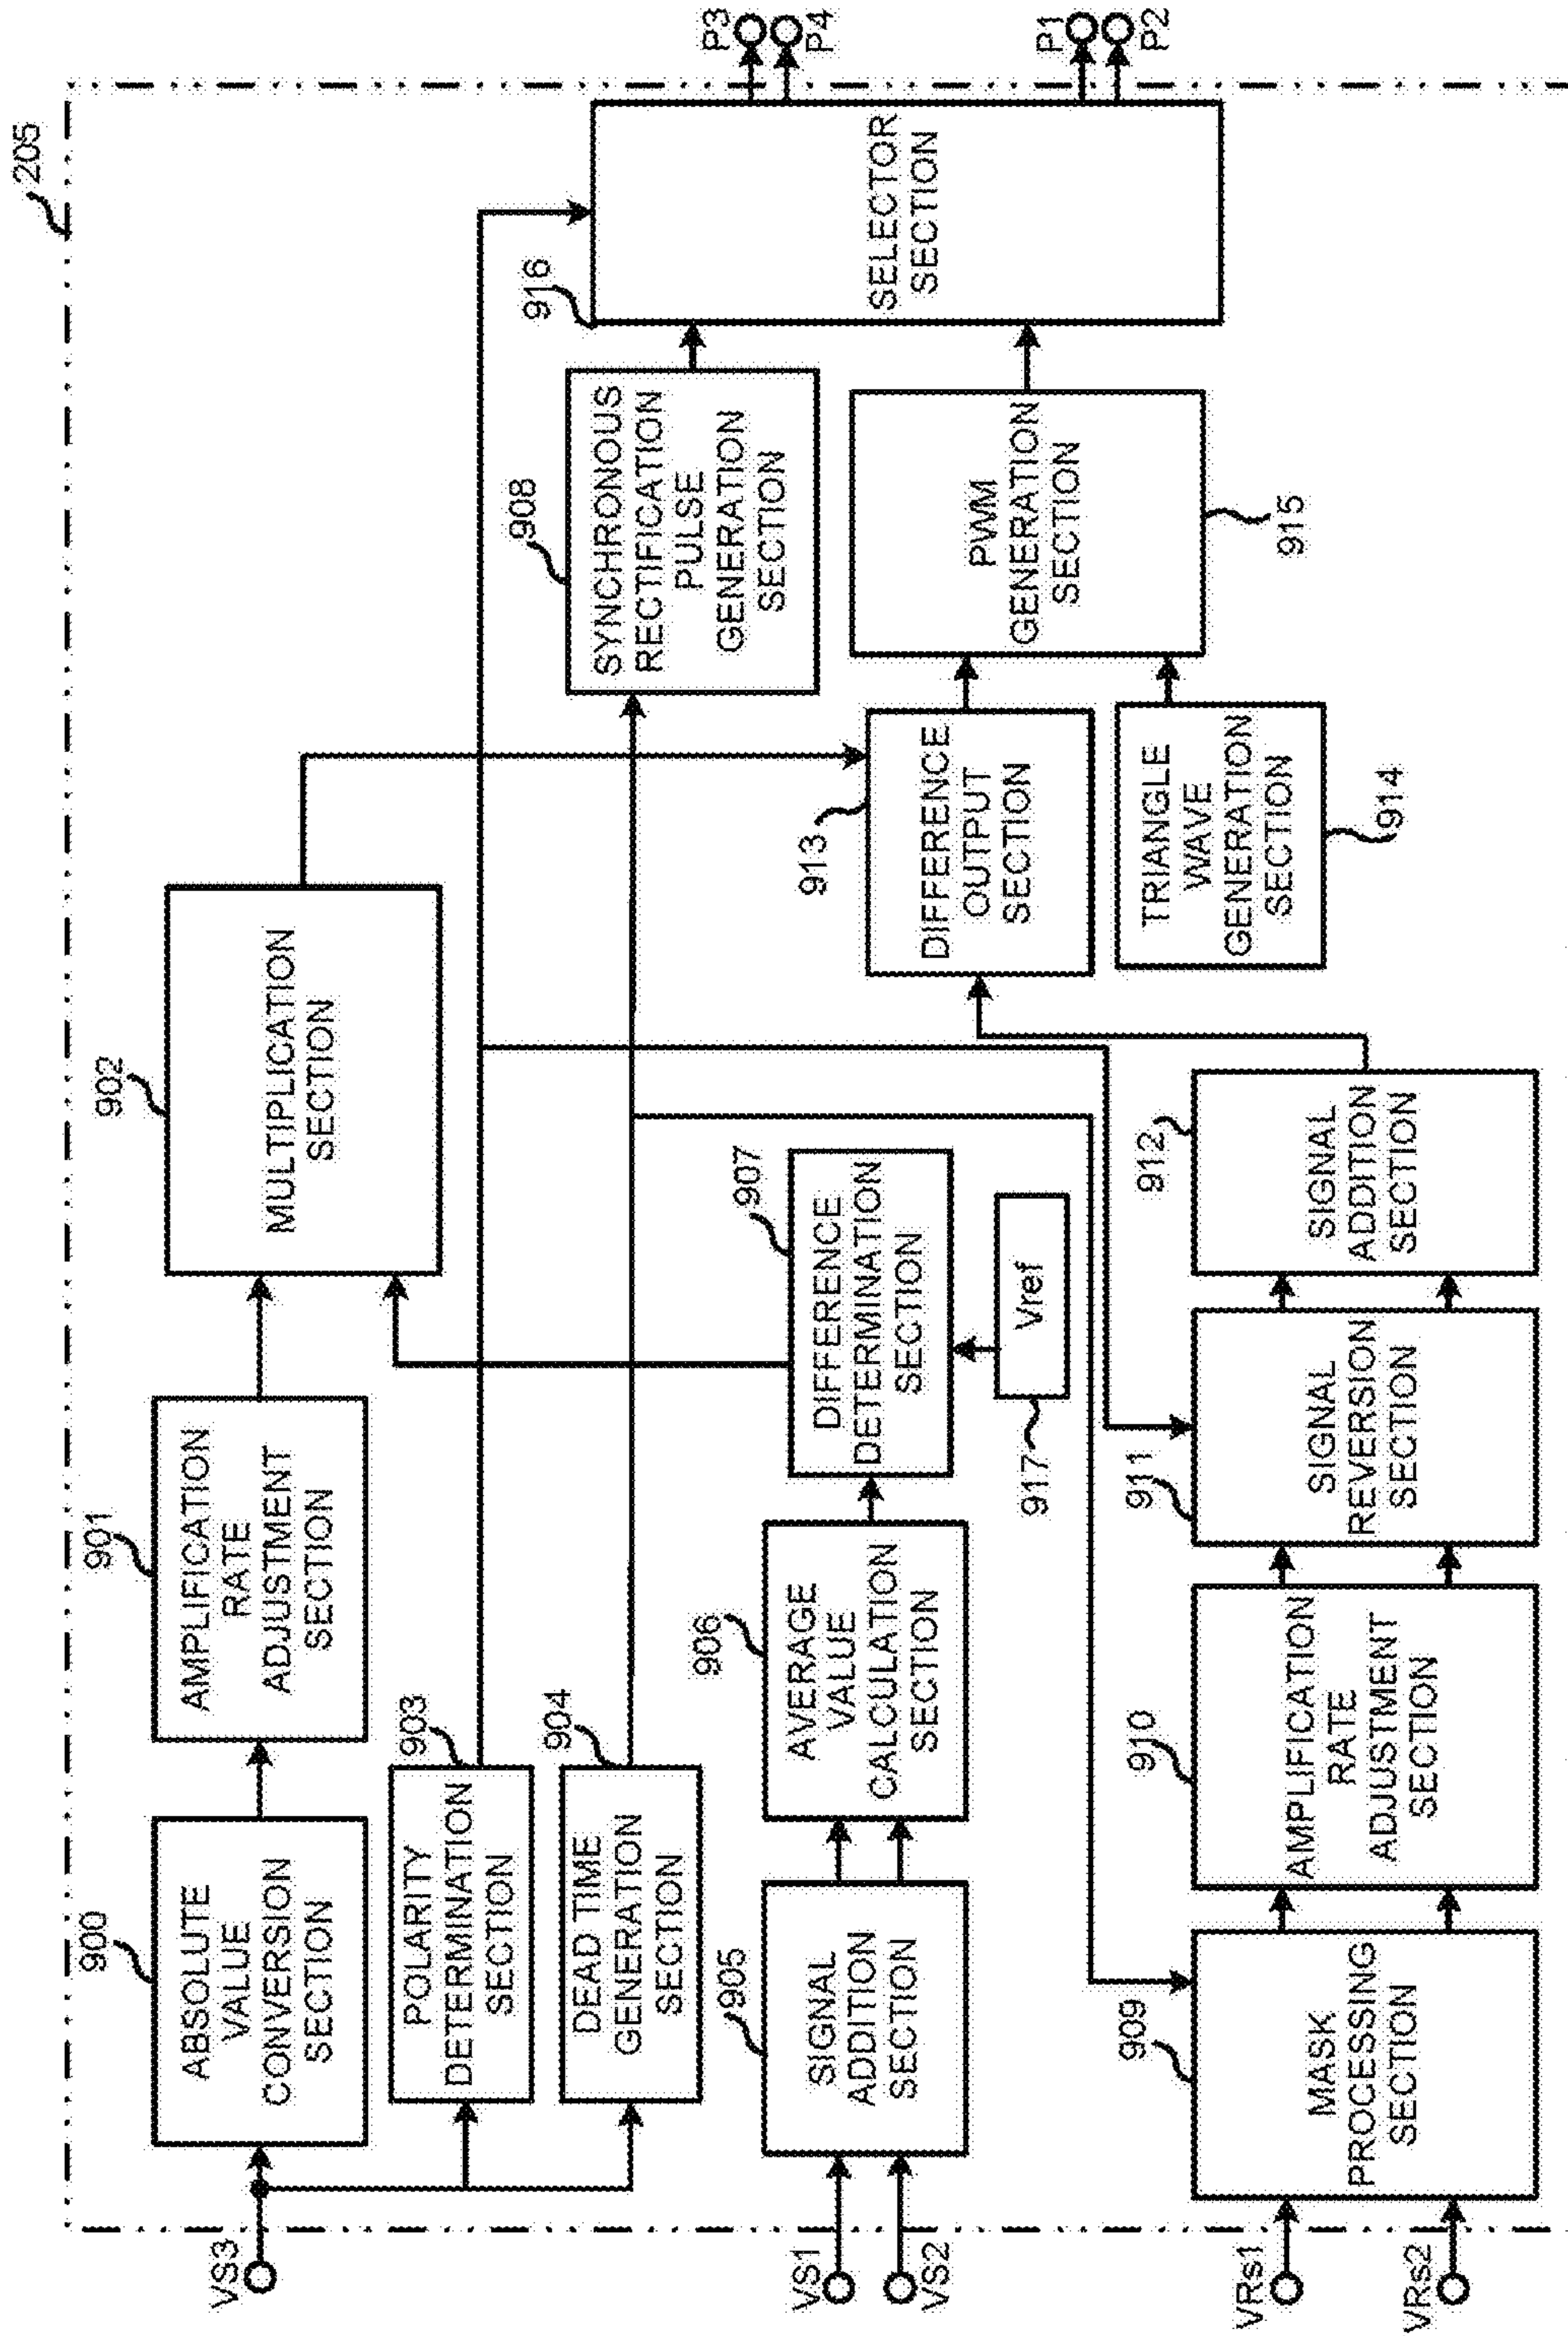 205
VS3
900
ABSOLUTE
VALUE
CONVERSION
SECTION
901
AMPLIFICATION
RATE
ADJUSTMENT
SECTION
902
MULTIPLICATION
SECTION
903
POLARITY
DETERMINATION
SECTION
904
DEAD TIME
GENERATION
SECTION
VS1
VS2
905
SIGNAL
ADDITION
SECTION
906
AVERAGE
VALUE
CALCULATION
SECTION
907
DIFFERENCE
DETERMINATION
SECTION
917
Vref
908
SYNCHRONOUS
RECTIFICATION
PULSE
GENERATION
SECTION
VRs1
VRs2
909
MASK
PROCESSING
SECTION
910
AMPLIFICATION
RATE
ADJUSTMENT
SECTION
911
SIGNAL
REVERSION
SECTION
912
SIGNAL
ADDITION
SECTION
913
DIFFERENCE
OUTPUT
SECTION
914
TRIANGLE
WAVE
GENERATION
SECTION
915
PWM
GENERATION
SECTION
916
SELECTOR
SECTION
P3
P4
P1
P2